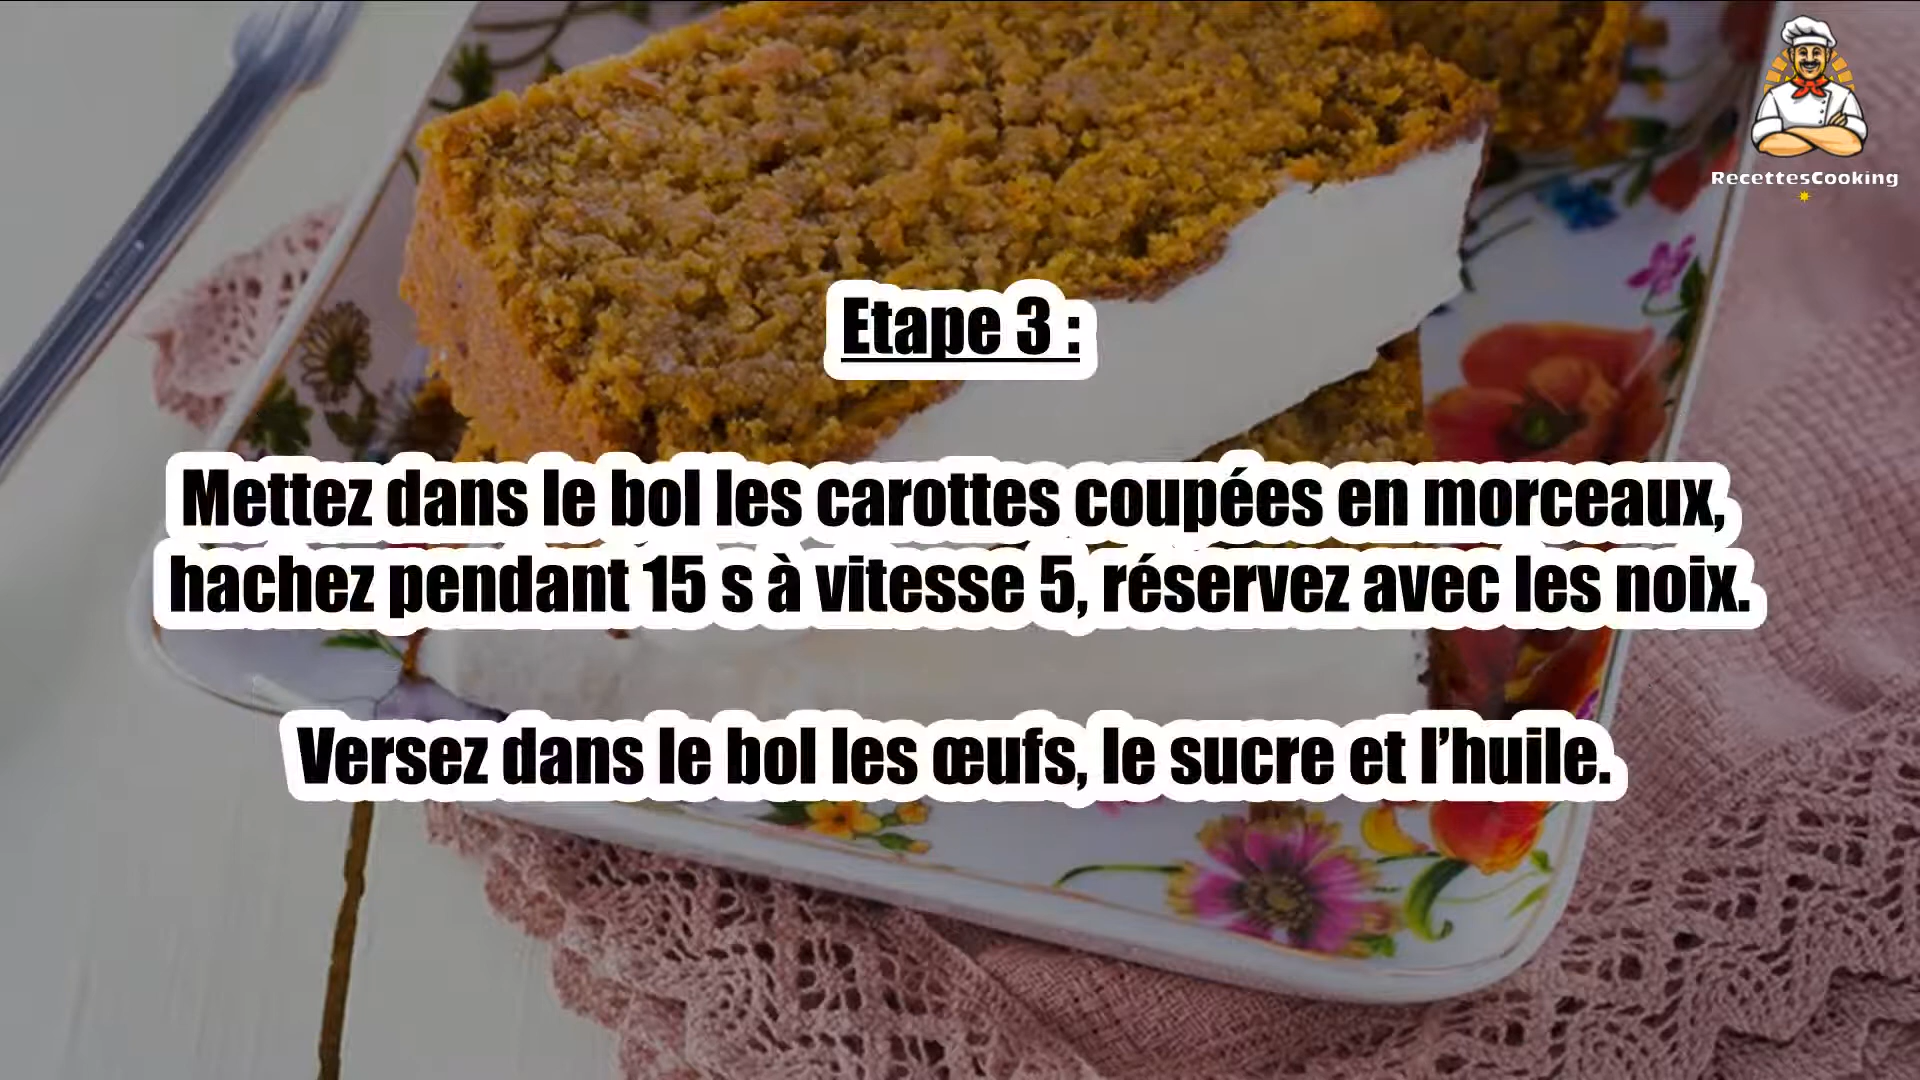 RecettesCooking
Etape 3 :
Mettez dans le bol les carottes coupées en morceaux,
hachez pendant 15 s à vitesse 5, réservez avec les noix.
Versez dans le bol les œufs, le sucre et l’huile.